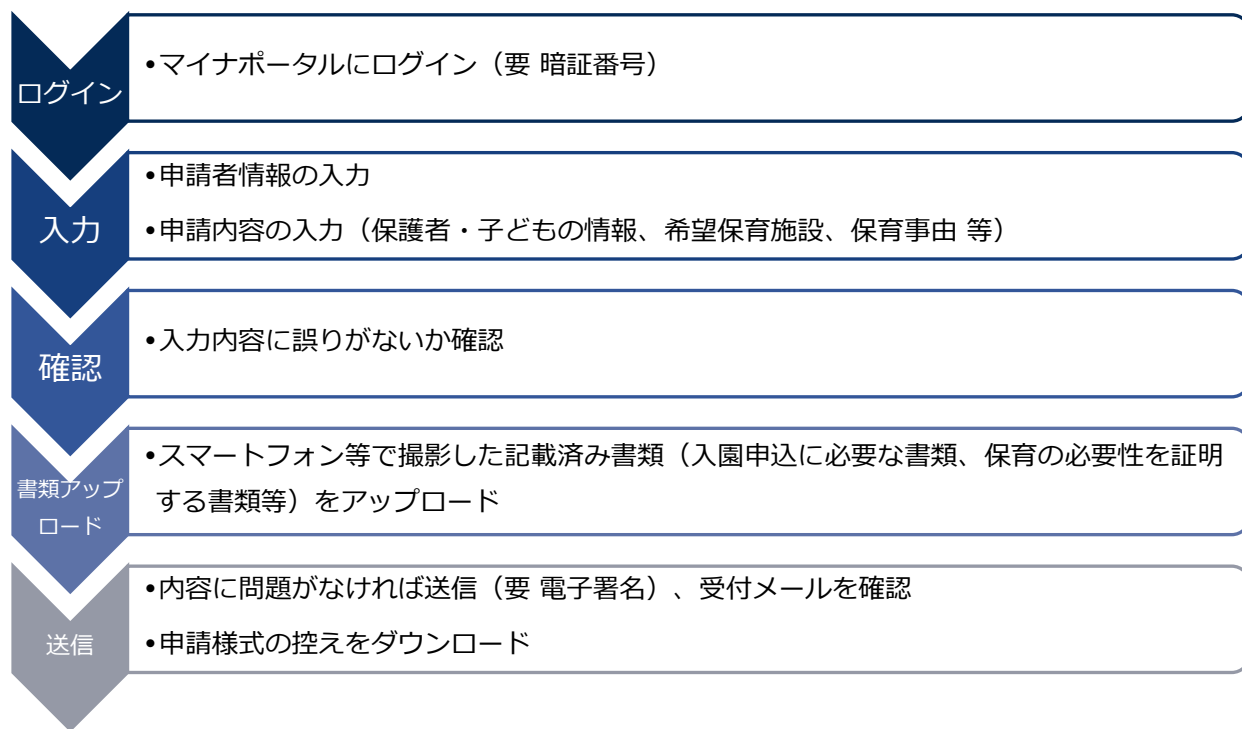 ログイン
•マイナポータルにログイン（要 暗証番号）
入力
•申請者情報の入力
•申請内容の入力（保護者・子どもの情報、希望保育施設、保育事由 等）
確認
•入力内容に誤りがないか確認
書類アップ
ロード
•スマートフォン等で撮影した記載済み書類（入園申込に必要な書類、保育の必要性を証明
する書類等）をアップロード
送信
•内容に問題がなければ送信（要 電子署名）、受付メールを確認
•申請様式の控えをダウンロード